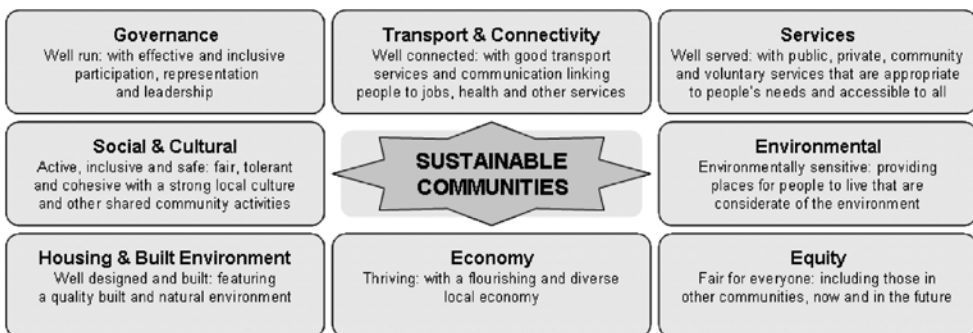 Governance
Well run: with effective and inclusive
participation, representation
and leadership
Transport & Connectivity
Well connected: with good transport
services and communication linking
people to jobs, health and other services
Services
Well served: with public, private, community
and voluntary services that are appropriate
to people's needs and accessible to all
Social & Cultural
Active, inclusive and safe: fair, tolerant
and cohesive with a strong local culture
and other shared community activities
SUSTAINABLE
COMMUNITIES
Environmental
Environmentally sensitive: providing
places for people to live that are
considerate of the environment
Housing & Built Environment
Well designed and built: featuring
a quality built and natural environment
Economy
Thriving: with a flourishing and diverse
local economy
Equity
Fair for everyone: including those in
other communities, now and in the future